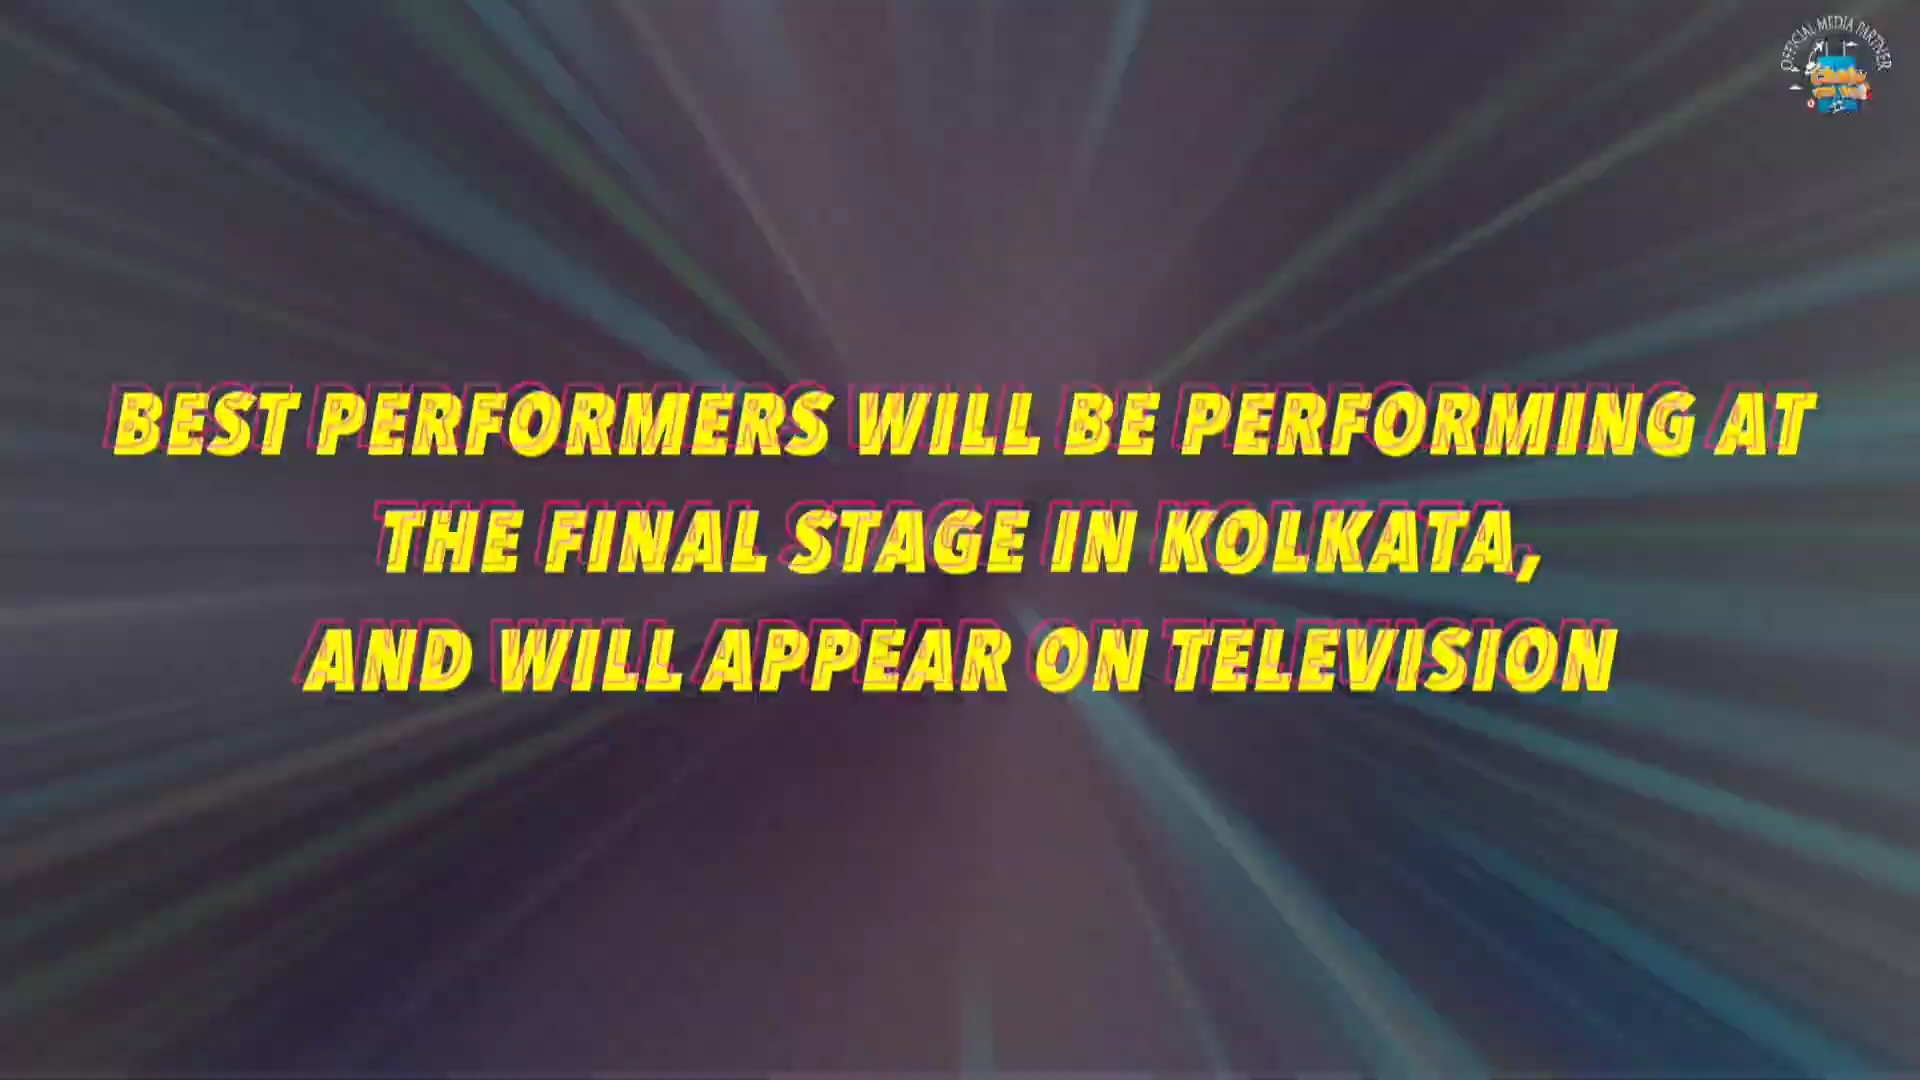 OFFICIAL MEDIA PARTNER
BEST PERFORMERS WILL BE PERFORMING AT
THE FINAL STAGE IN KOLKATA,
AND WILL APPEAR ON TELEVISION